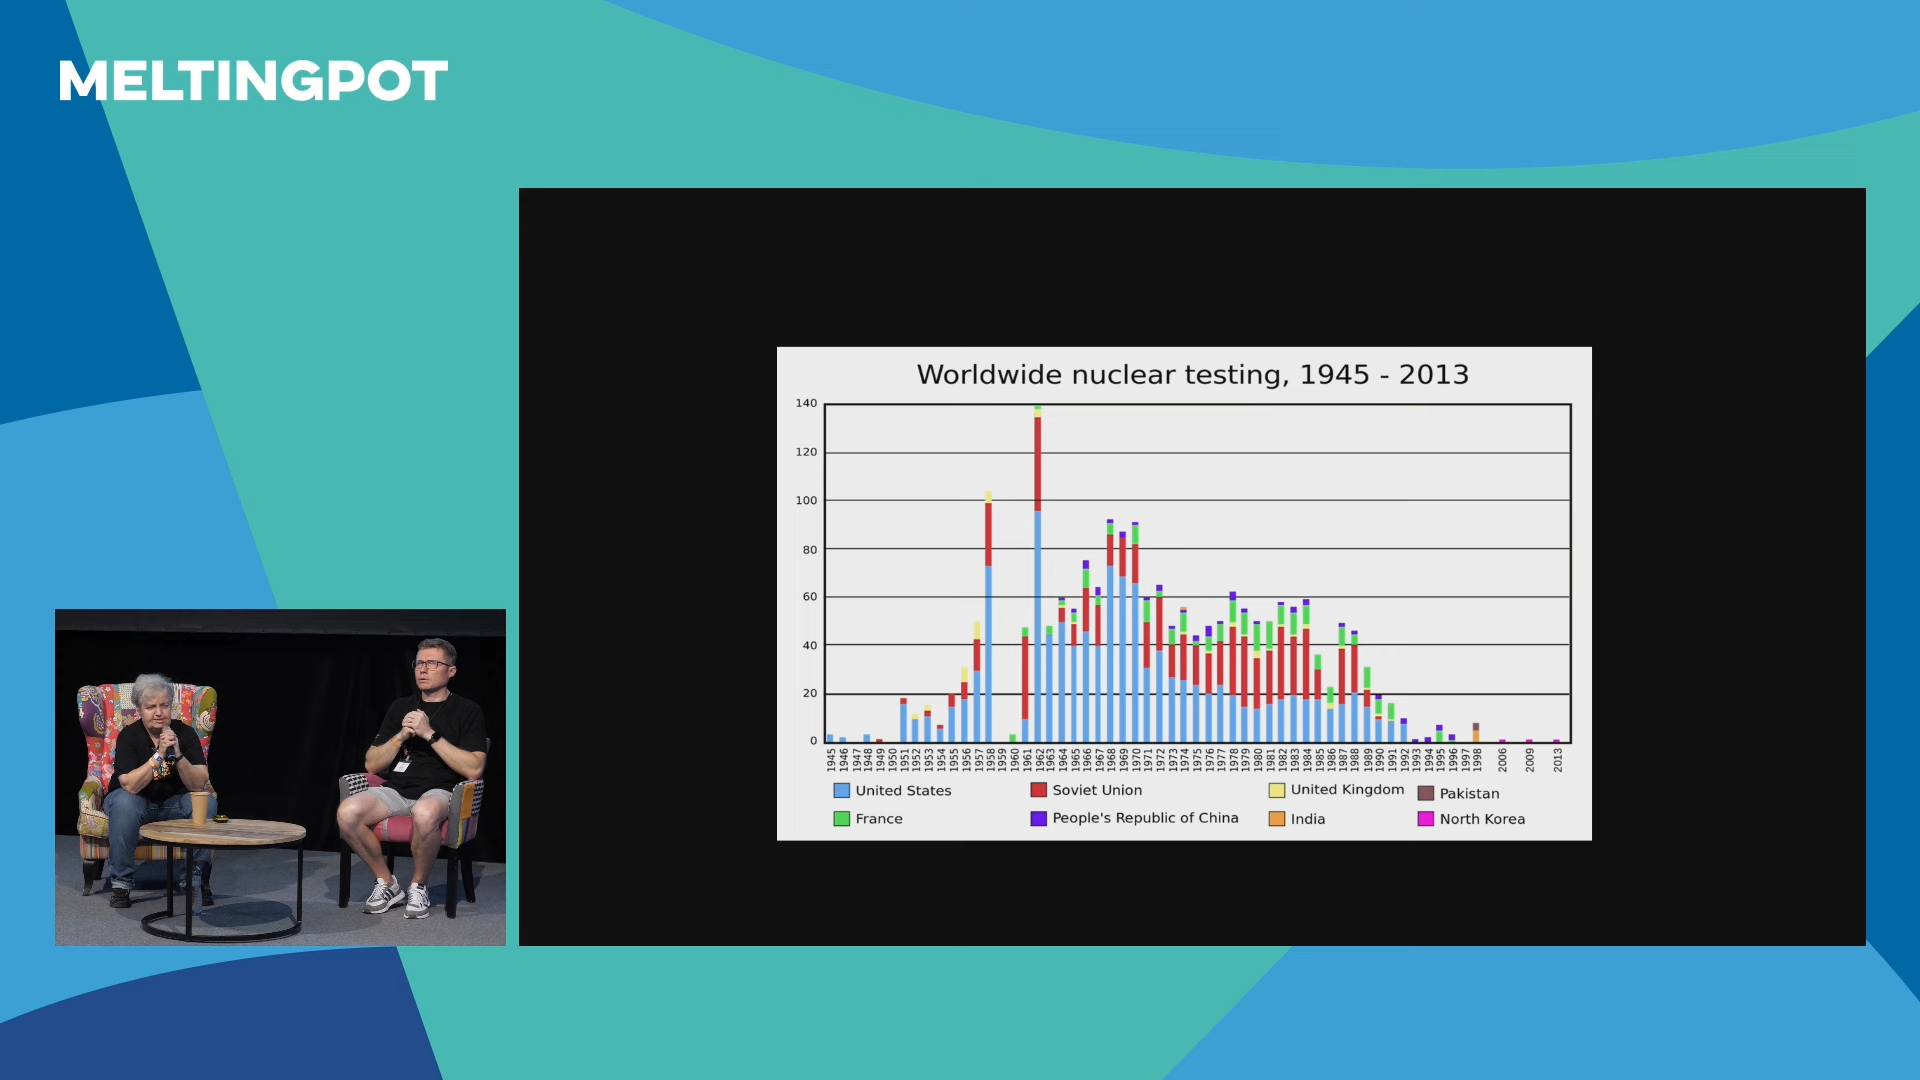 MELTINGPOT
Worldwide nuclear testing, 1945 - 2013
140
120
100
80
60
40
20
0
1945 1946 1947 1948 1949 1950 1951 1952 1953 1954 1955 1956 1957 1958 1959 1960 1961 1962 1963 1964 1965 1966 1967 1968 1969 1970 1971 1972 1973 1974 1975 1976 1977 1978 1979 1980 1981 1982 1983 1984 1985 1986 1987 1988 1989 1990 1991 1992 1993 1994 1995 1996 1997 1998 2006 2009 2013
United States Soviet Union United Kingdom Pakistan
France People's Republic of China India North Korea